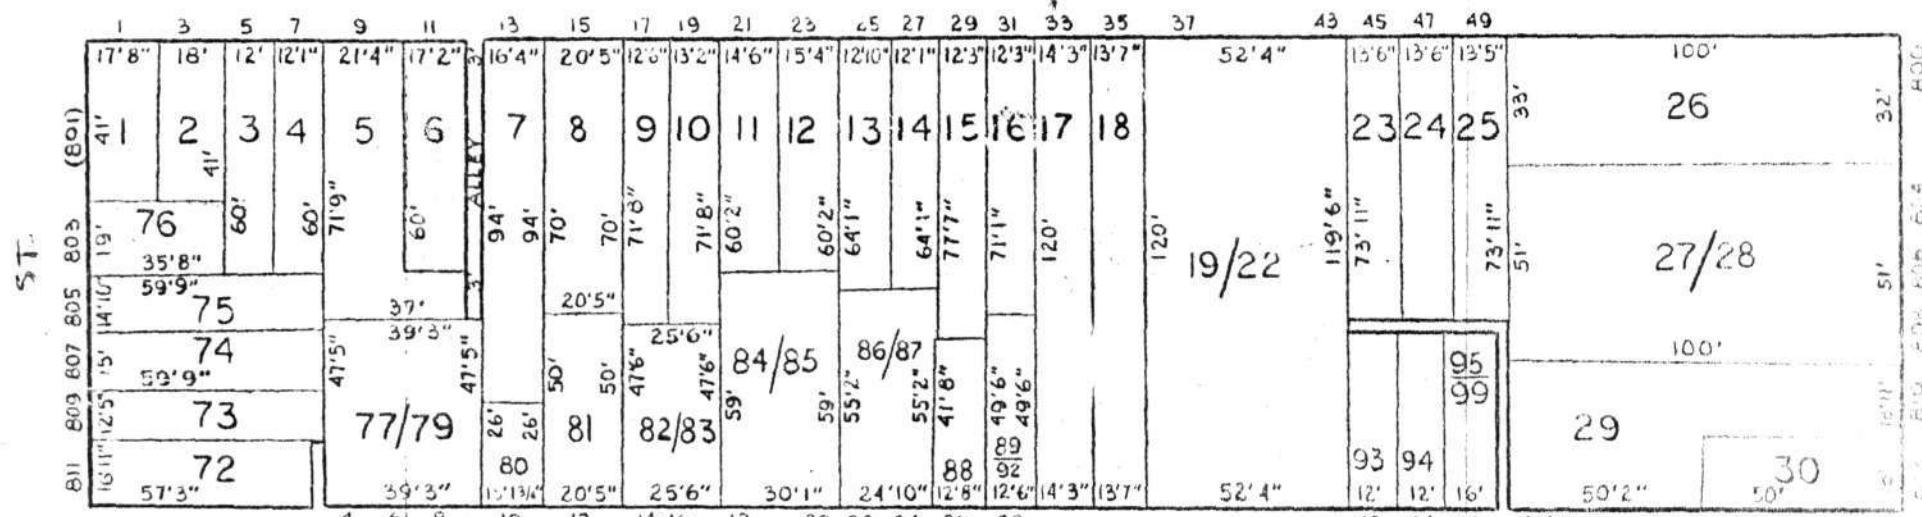 1 3 5 7 9 11 13 15 17 19 21 23 27 29 31 33 35 37 43 45 47 49
17'8" 18' 12' 12'1" 21'4" 17'2" 3' 16'4" 20'5" 12'6" 13'2" 14'6" 15'4" 12'10" 12'1" 12'3" 12'3" 14'3" 13'7" 52'4" 13'6" 13'6" 13'5" 100'
(801) 41' 1 2 3 4 5 6 7 8 9 10 11 12 13 14 15 16 17 18 23 24 25 33' 26 32'
41'
ALLEY
ST.
803 19' 76 60' 60' 71'9" 60' 94' 94' 70' 70' 71'8" 71'8" 60'2" 60'2" 64'1" 64'1" 77'7" 71'1" 120' 120' 19/22 119'6" 73'11" 73'11" 51' 27/28 51'
35'8"
805 14'10" 59'9" 3'
75 37' 20'5"
39'3" 25'6"
807 15' 74 47'5" 47'5" 50' 50' 47'6" 47'6" 84/85 86/87 95/99 100'
59'9"
809 12'5" 73 77/79 26' 26' 81 82/83 59' 59' 55'2" 55'2" 41'8" 49'6" 49'6" 29
811 16'11" 72 80 88 89/92 93 94 30
57'3" 39'3" 15'13/4" 20'5" 25'6" 30'1" 24'10" 12'8" 12'6" 14'3" 13'7" 52'4" 12' 12' 16' 50'2" 50'